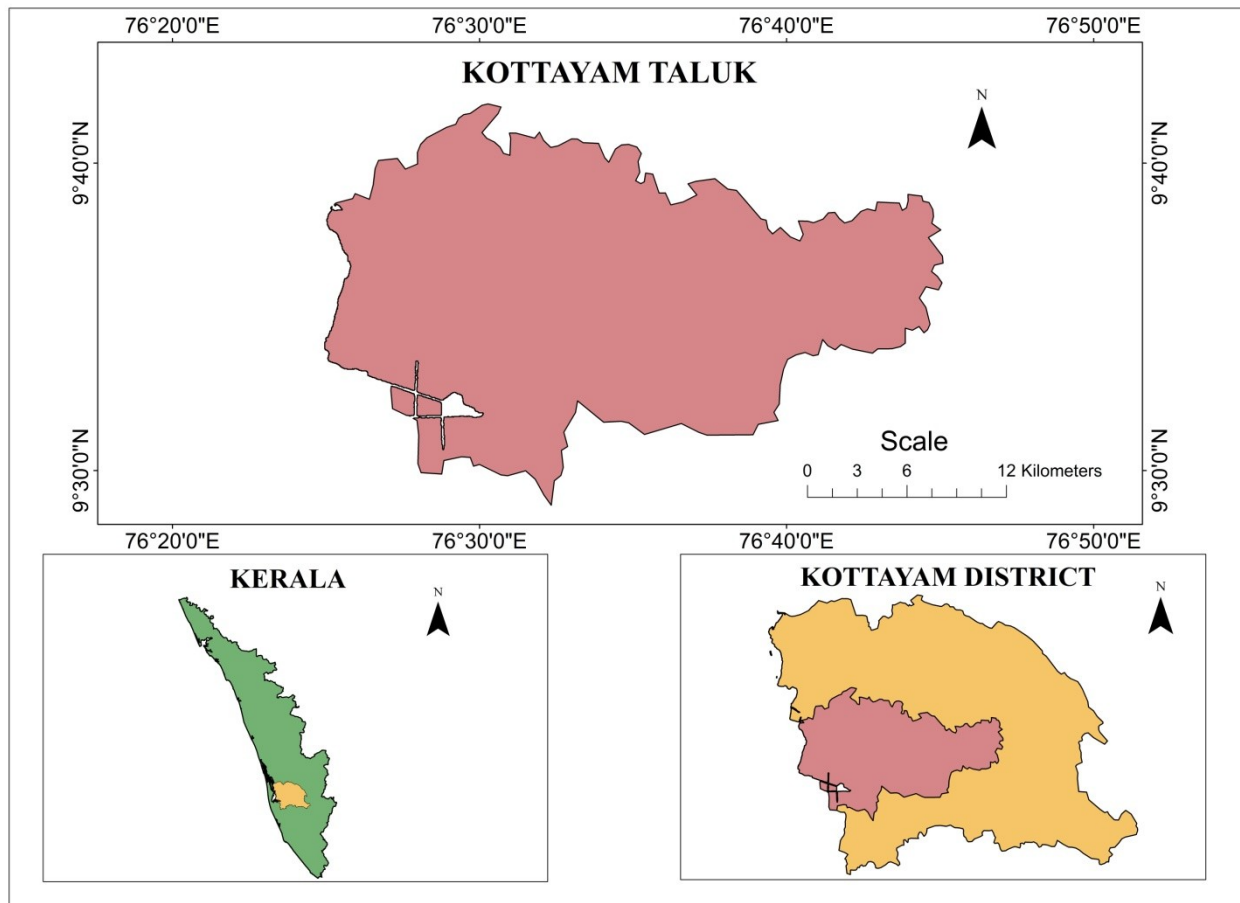 76°20'0"E 76°30'0"E 76°40'0"E 76°50'0"E
KOTTAYAM TALUK
N
9°40'0"N 9°40'0"N
Scale
0 3 6 12 Kilometers
9°30'0"N 9°30'0"N
76°20'0"E 76°30'0"E 76°40'0"E 76°50'0"E
KERALA
N
KOTTAYAM DISTRICT
N